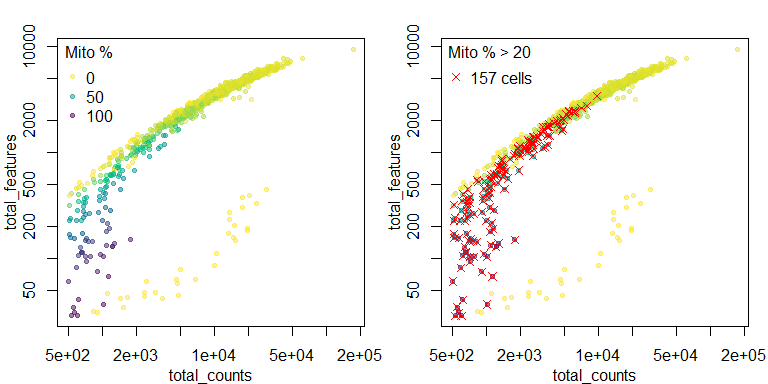 Mito %
0
50
100
total_features
50
200
500
2000
10000
5e+02
2e+03
1e+04
5e+04
2e+05
total_counts
Mito % > 20
157 cells
total_features
50
200
500
2000
10000
5e+02
2e+03
1e+04
5e+04
2e+05
total_counts